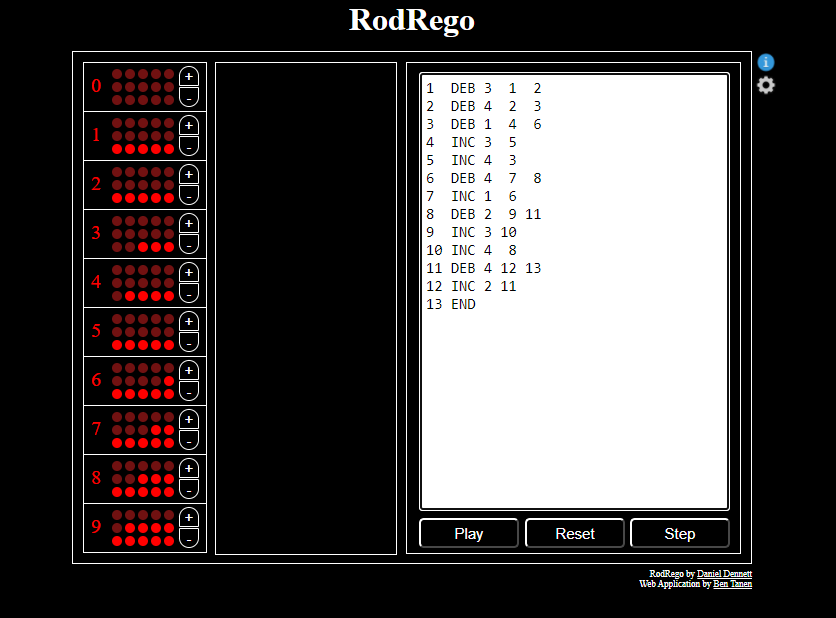 RodRego
0 + -
1 + -
2 + -
3 + -
4 + -
5 + -
6 + -
7 + -
8 + -
9 + -
1 DEB 3 1 2
2 DEB 4 2 3
3 DEB 1 4 6
4 INC 3 5
5 INC 4 3
6 DEB 4 7 8
7 INC 1 6
8 DEB 2 9 11
9 INC 3 10
10 INC 4 8
11 DEB 4 12 13
12 INC 2 11
13 END
Play Reset Step
i
RodRego by Daniel Dennett
Web Application by Ben Tanen